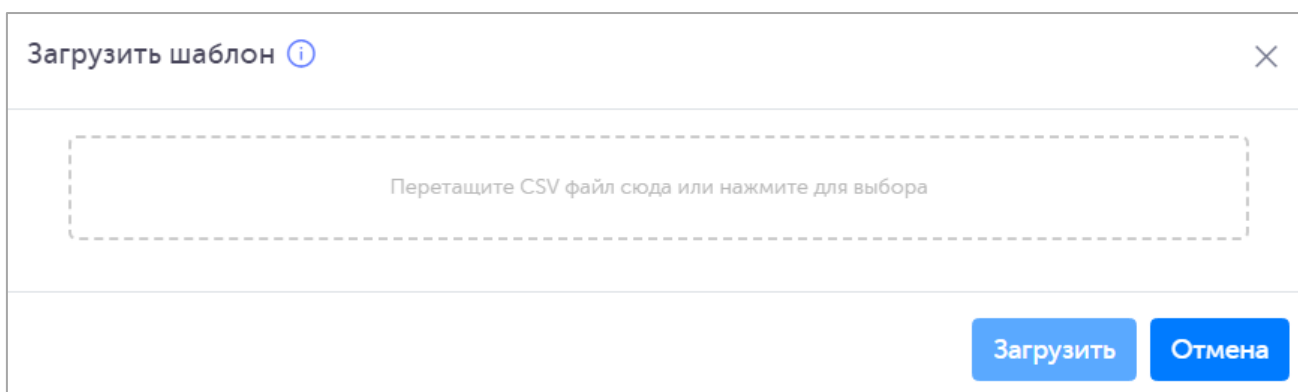 Загрузить шаблон
Перетащите CSV файл сюда или нажмите для выбора
Загрузить Отмена